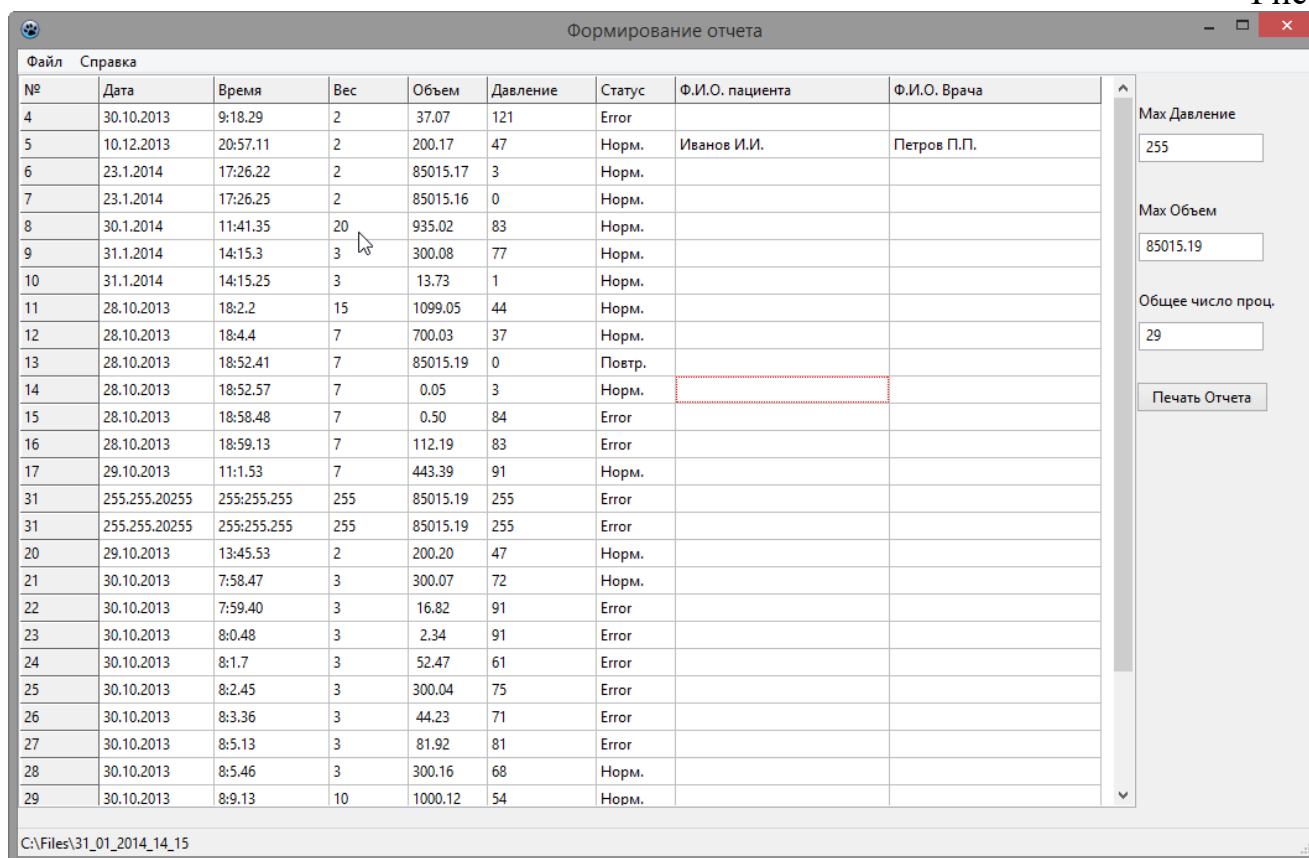 Формирование отчета
Файл Справка
№ Дата Время Вес Объем Давление Статус Ф.И.О. пациента Ф.И.О. Врача
4 30.10.2013 9:18.29 2 37.07 121 Error
5 10.12.2013 20:57.11 2 200.17 47 Норм. Иванов И.И. Петров П.П.
6 23.1.2014 17:26.22 2 85015.17 3 Норм.
7 23.1.2014 17:26.25 2 85015.16 0 Норм.
8 30.1.2014 11:41.35 20 935.02 83 Норм.
9 31.1.2014 14:15.3 3 300.08 77 Норм.
10 31.1.2014 14:15.25 3 13.73 1 Норм.
11 28.10.2013 18:2.2 15 1099.05 44 Норм.
12 28.10.2013 18:4.4 7 700.03 37 Норм.
13 28.10.2013 18:52.41 7 85015.19 0 Повтр.
14 28.10.2013 18:52.57 7 0.05 3 Норм.
15 28.10.2013 18:58.48 7 0.50 84 Error
16 28.10.2013 18:59.13 7 112.19 83 Error
17 29.10.2013 11:1.53 7 443.39 91 Норм.
31 255.255.20255 255:255.255 255 85015.19 255 Error
31 255.255.20255 255:255.255 255 85015.19 255 Error
20 29.10.2013 13:45.53 2 200.20 47 Норм.
21 30.10.2013 7:58.47 3 300.07 72 Норм.
22 30.10.2013 7:59.40 3 16.82 91 Error
23 30.10.2013 8:0.48 3 2.34 91 Error
24 30.10.2013 8:1.7 3 52.47 61 Error
25 30.10.2013 8:2.45 3 300.04 75 Error
26 30.10.2013 8:3.36 3 44.23 71 Error
27 30.10.2013 8:5.13 3 81.92 81 Error
28 30.10.2013 8:5.46 3 300.16 68 Норм.
29 30.10.2013 8:9.13 10 1000.12 54 Норм.
Мах Давление
255
Мах Объем
85015.19
Общее число проц.
29
Печать Отчета
C:\Files\31_01_2014_14_15